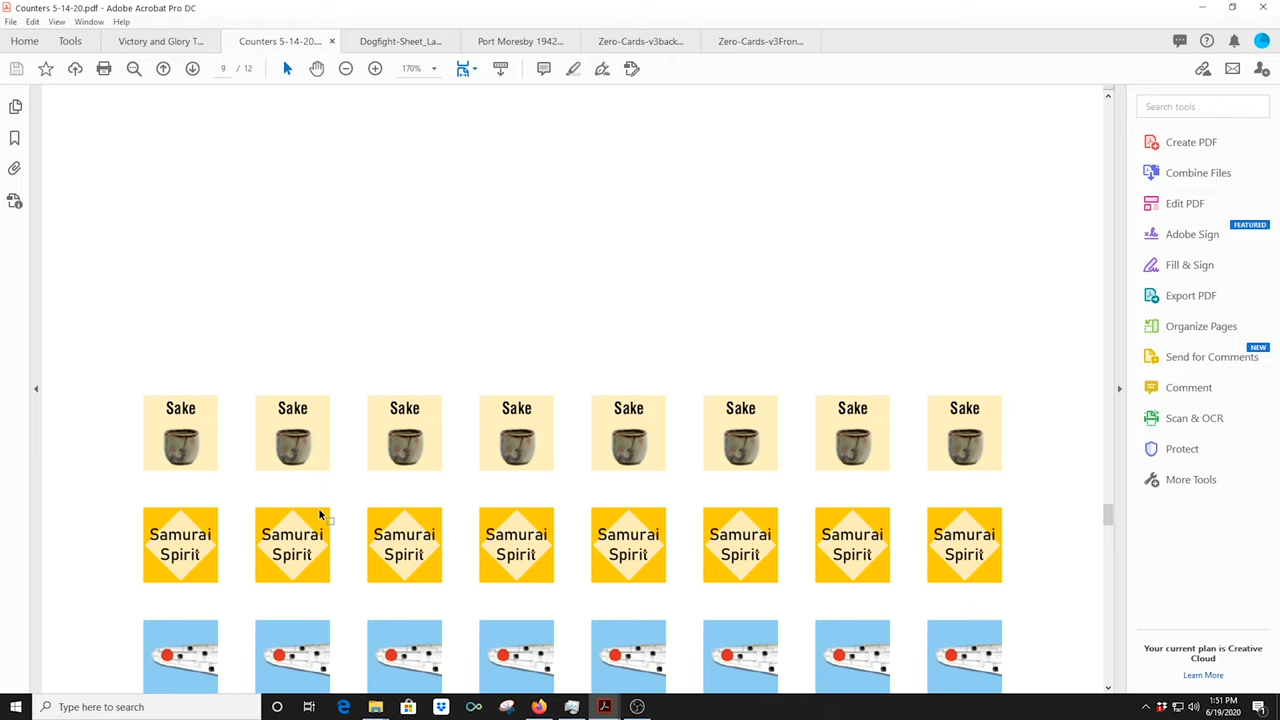 Counters 5-14-20.pdf - Adobe Acrobat Pro DC
File Edit View Window Help
Home Tools Victory and Glory T... Counters 5-14-20.... × Dogfight-Sheet_La... Port Moresby 1942... Zero-Cards-v3back... Zero-Cards-v3Fron...
9 / 12 170%
Search tools
Create PDF
Combine Files
Edit PDF
FEATURED
Adobe Sign
Fill & Sign
Export PDF
Organize Pages
NEW
Send for Comments
Comment
Scan & OCR
Protect
More Tools
Sake Sake Sake Sake Sake Sake Sake Sake
Samurai Samurai Samurai Samurai Samurai Samurai Samurai Samurai
Spirit Spirit Spirit Spirit Spirit Spirit Spirit Spirit
Your current plan is Creative
Cloud
Learn More
Type here to search
1:51 PM
6/19/2020